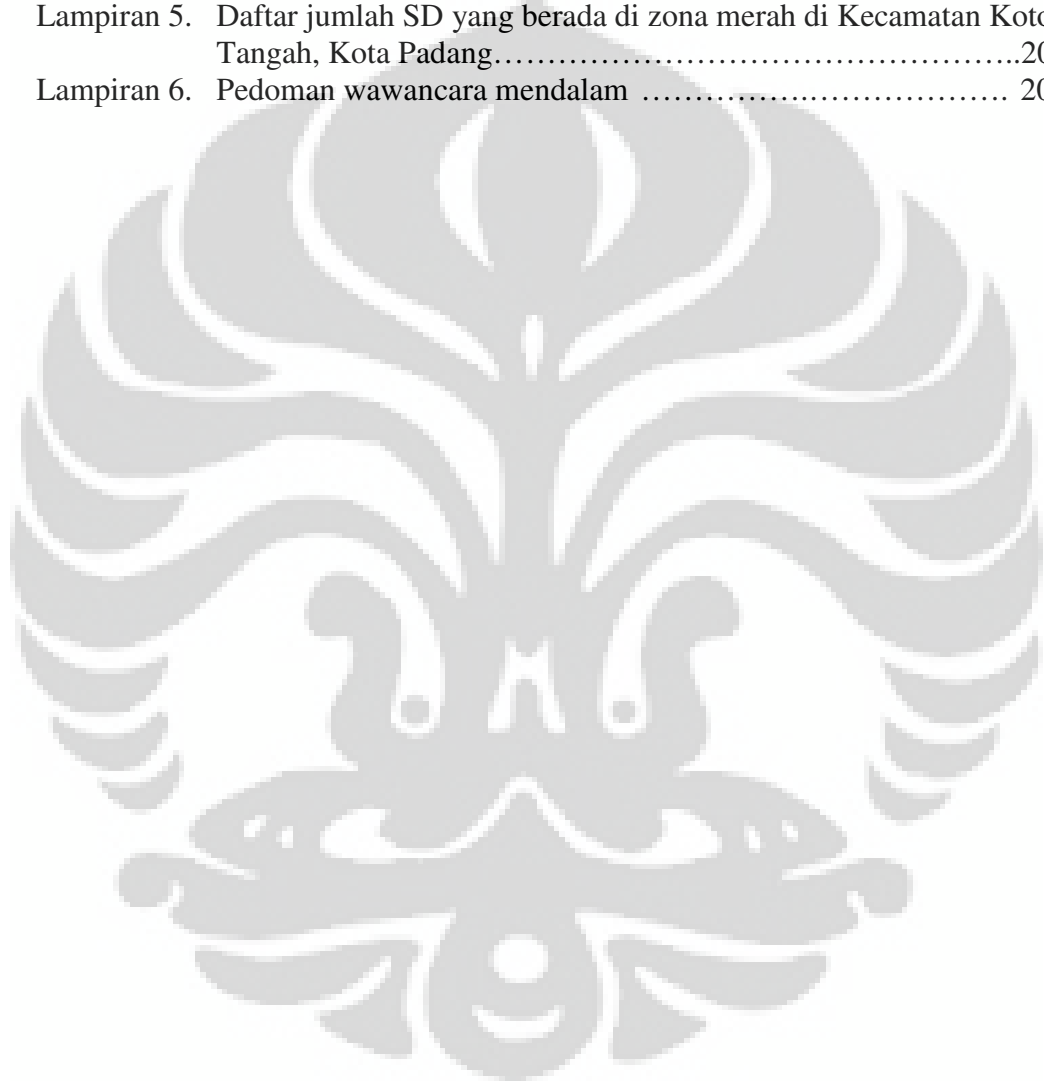 Lampiran 5. Daftar jumlah SD yang berada di zona merah di Kecamatan Koto
Tangah, Kota Padang…………………………………………..20
Lampiran 6. Pedoman wawancara mendalam …………………………… 20